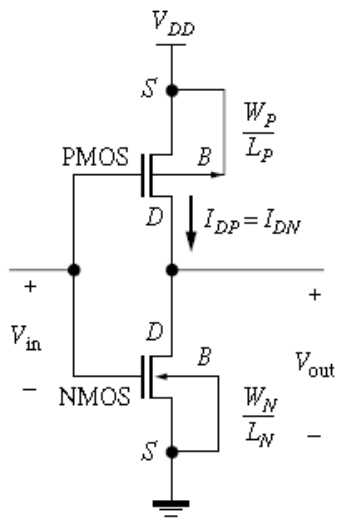 V_DD
S
W_P
L_P
PMOS
B
D
I_DP = I_DN
+
+
V_in
D
B
V_out
–
NMOS
W_N
L_N
–
S